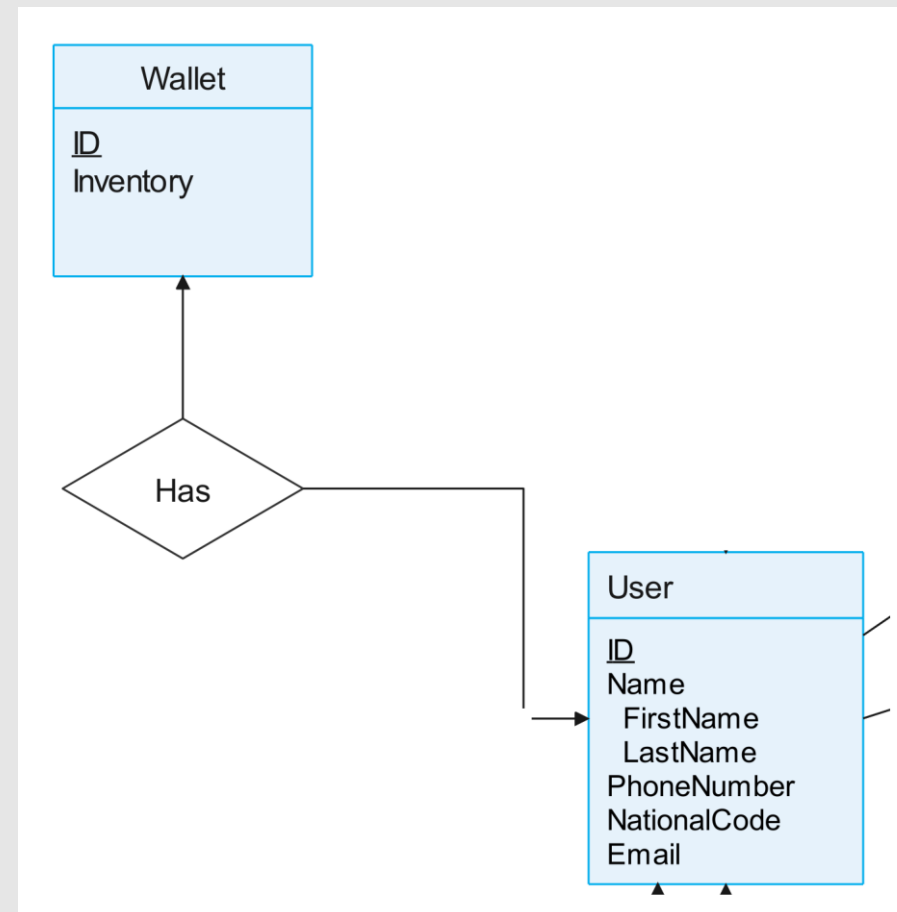 Wallet
ID
Inventory
Has
User
ID
Name
FirstName
LastName
PhoneNumber
NationalCode
Email